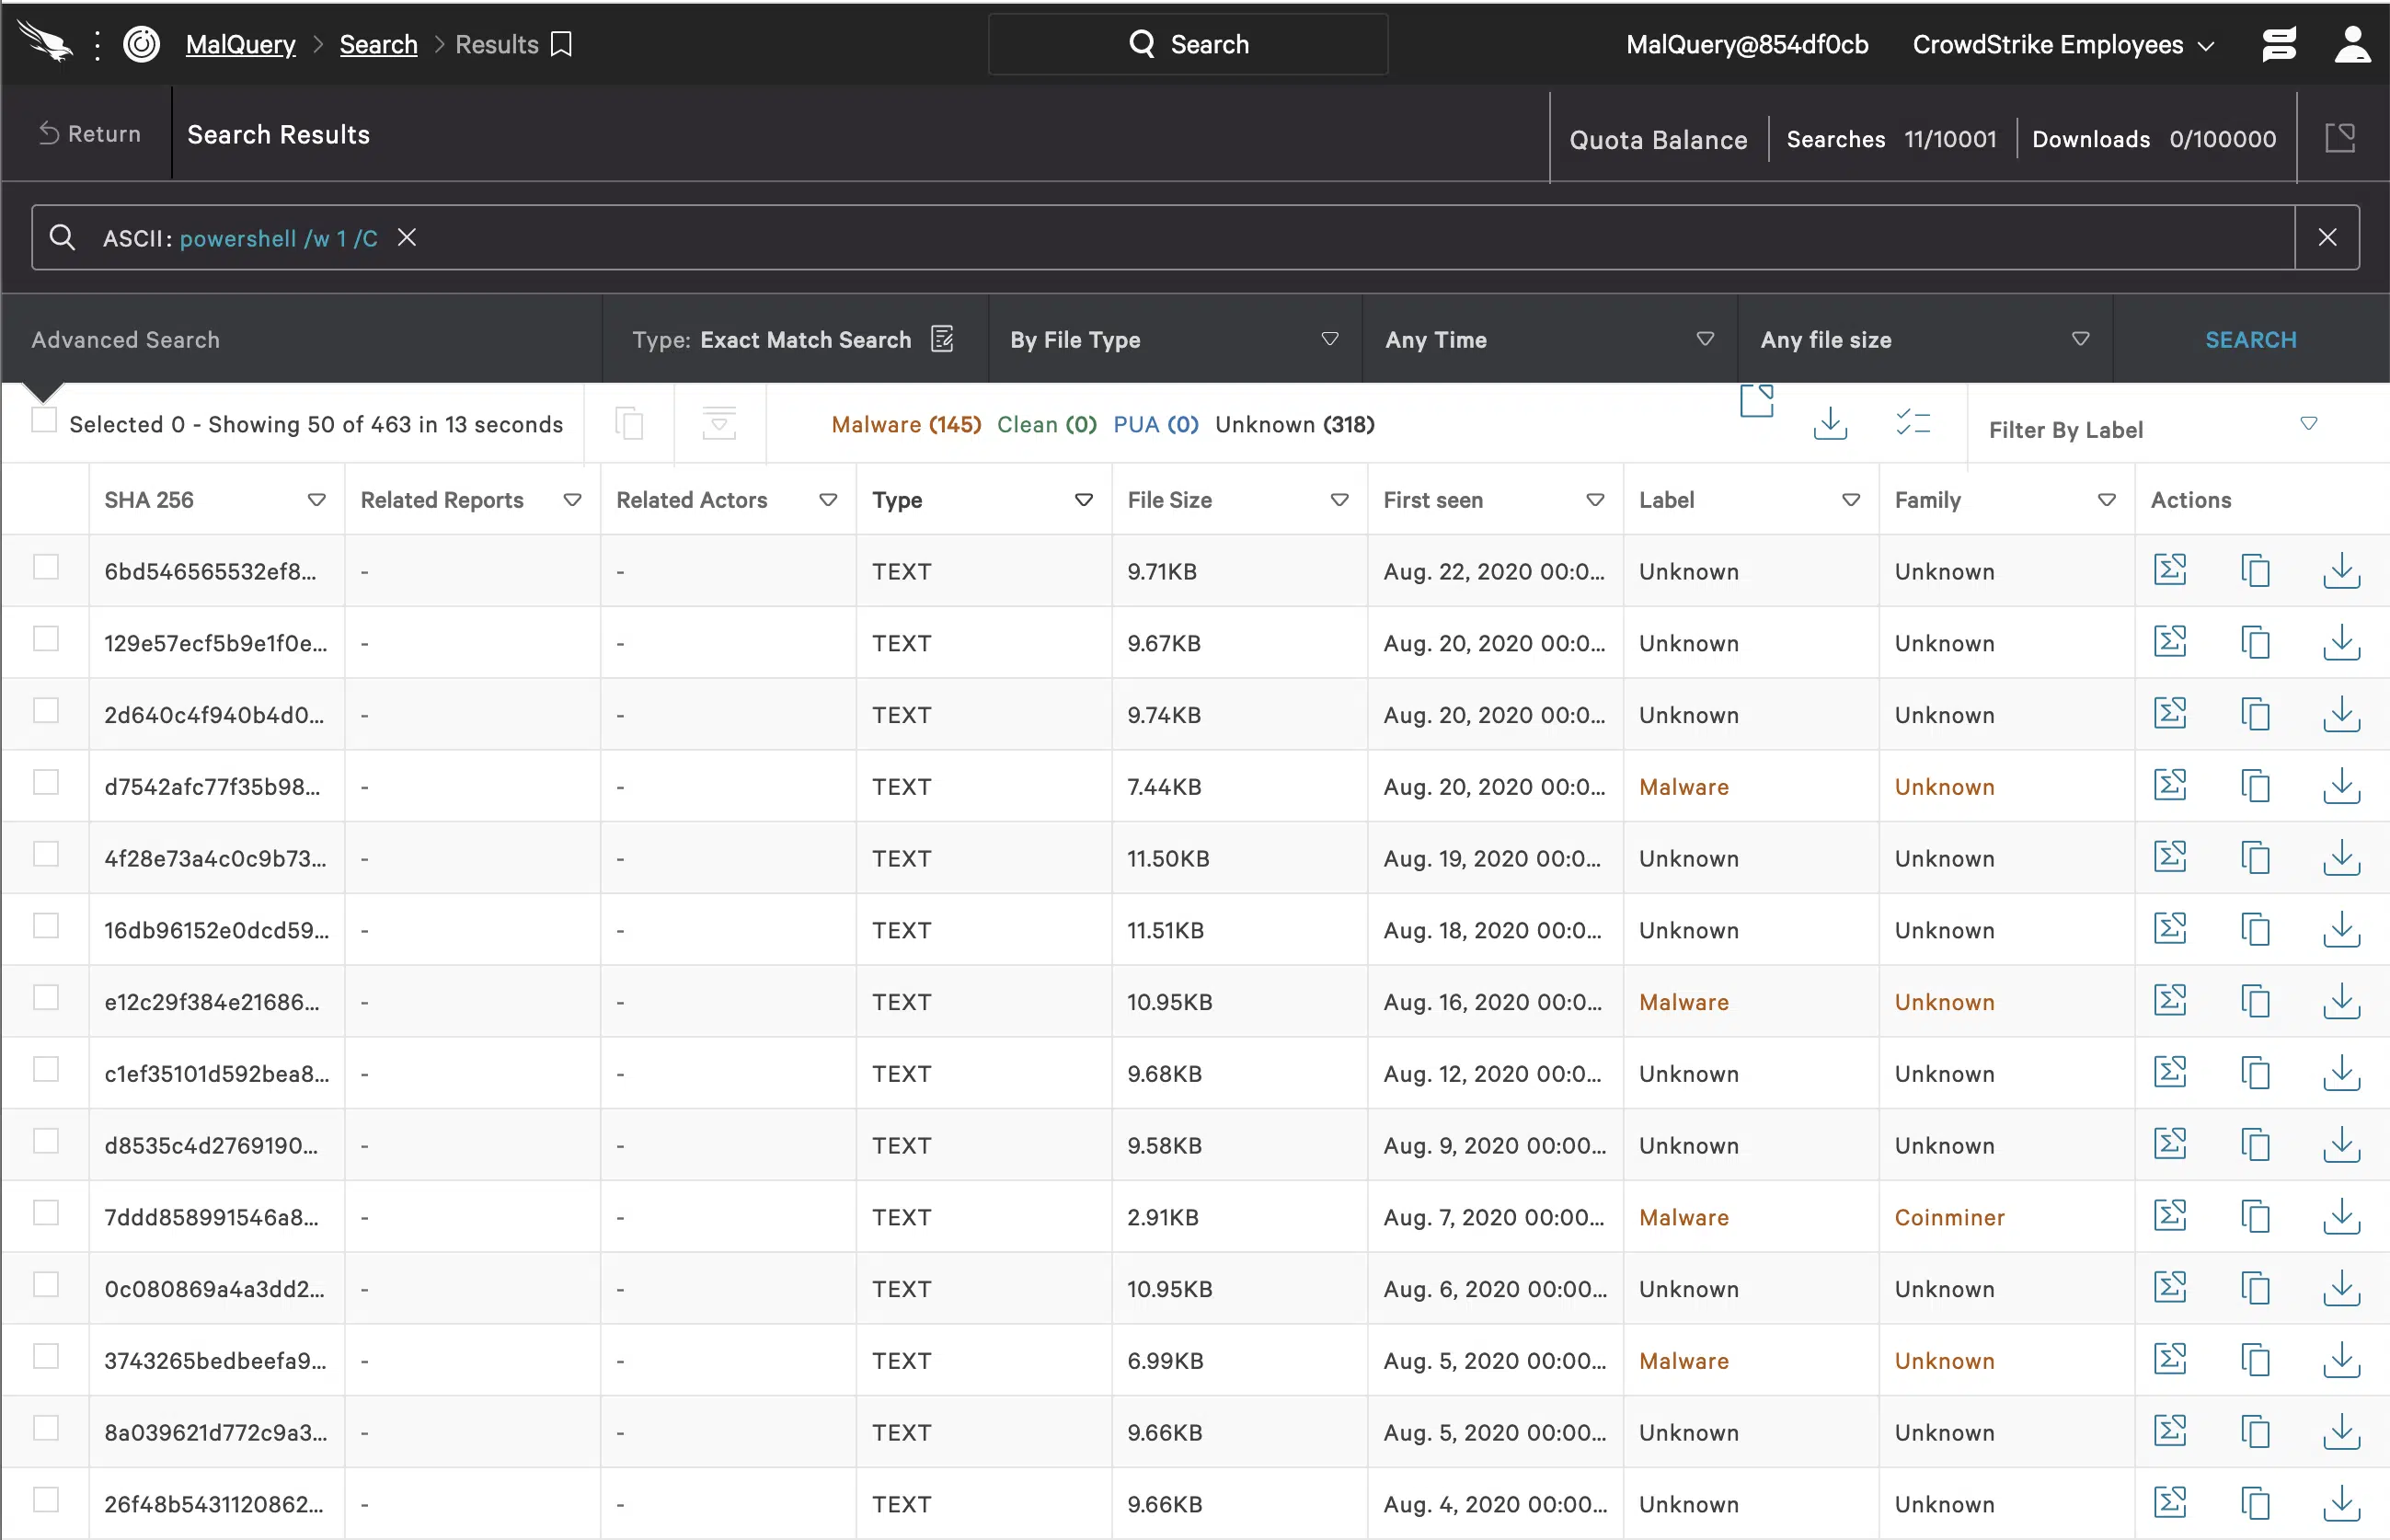 MalQuery > Search > Results Search MalQuery@854df0cb CrowdStrike Employees
Return Search Results Quota Balance Searches 11/10001 Downloads 0/100000
ASCII: powershell /w 1 /C
Advanced Search Type: Exact Match Search By File Type Any Time Any file size SEARCH
Selected 0 - Showing 50 of 463 in 13 seconds Malware (145) Clean (0) PUA (0) Unknown (318) Filter By Label
SHA 256 Related Reports Related Actors Type File Size First seen Label Family Actions
6bd546565532ef8... - - TEXT 9.71KB Aug. 22, 2020 00:0... Unknown Unknown
129e57ecf5b9e1f0e... - - TEXT 9.67KB Aug. 20, 2020 00:0... Unknown Unknown
2d640c4f940b4d0... - - TEXT 9.74KB Aug. 20, 2020 00:0... Unknown Unknown
d7542afc77f35b98... - - TEXT 7.44KB Aug. 20, 2020 00:0... Malware Unknown
4f28e73a4c0c9b73... - - TEXT 11.50KB Aug. 19, 2020 00:0... Unknown Unknown
16db96152e0dcd59... - - TEXT 11.51KB Aug. 18, 2020 00:0... Unknown Unknown
e12c29f384e21686... - - TEXT 10.95KB Aug. 16, 2020 00:0... Malware Unknown
c1ef35101d592bea8... - - TEXT 9.68KB Aug. 12, 2020 00:0... Unknown Unknown
d8535c4d2769190... - - TEXT 9.58KB Aug. 9, 2020 00:00... Unknown Unknown
7ddd858991546a8... - - TEXT 2.91KB Aug. 7, 2020 00:00... Malware Coinminer
0c080869a4a3dd2... - - TEXT 10.95KB Aug. 6, 2020 00:00... Unknown Unknown
3743265bedbeefa9... - - TEXT 6.99KB Aug. 5, 2020 00:00... Malware Unknown
8a039621d772c9a3... - - TEXT 9.66KB Aug. 5, 2020 00:00... Unknown Unknown
26f48b5431120862... - - TEXT 9.66KB Aug. 4, 2020 00:00... Unknown Unknown